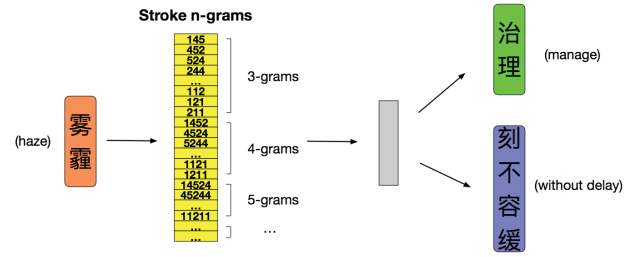 Stroke n-grams
(haze)
雾霾
145
452
524
244
...
112
121
211
1452
4524
5244
...
1121
1211
14524
45244
...
11211
...
...
3-grams
4-grams
5-grams
...
治理
(manage)
刻不容缓
(without delay)